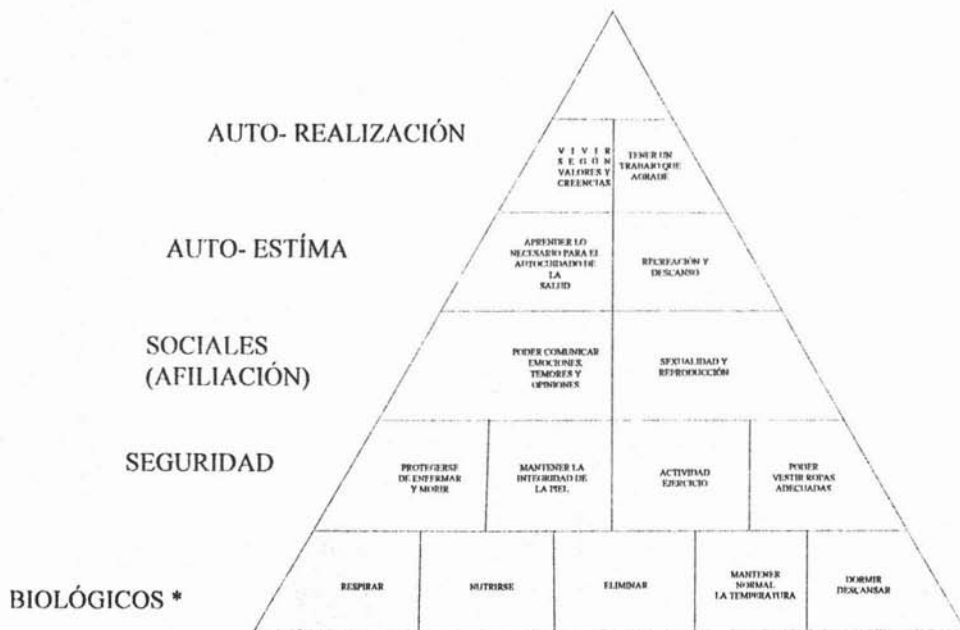 AUTO- REALIZACIÓN
V I V I R
S E G Ú N
VALORES Y
CREENCIAS
TENER UN
TRABAJO QUE
AGRADE
AUTO- ESTÍMA
APRENDER LO
NECESARIO PARA EL
AUTOCUIDADO DE
LA
SALUD
RECREACIÓN Y
DESCANSO
SOCIALES
(AFILIACIÓN)
PODER COMUNICAR
EMOCIONES,
TEMORES Y
OPINIONES
SEXUALIDAD Y
REPRODUCCIÓN
SEGURIDAD
PROTEGERSE
DE ENFERMAR
Y MORIR
MANTENER LA
INTEGRIDAD DE
LA PIEL
ACTIVIDAD
EJERCICIO
PODER
VESTIR ROPAS
ADECUADAS
BIOLÓGICOS *
RESPIRAR
NUTRIRSE
ELIMINAR
MANTENER
NORMAL
LA TEMPERATURA
DORMIR
DESCANSAR